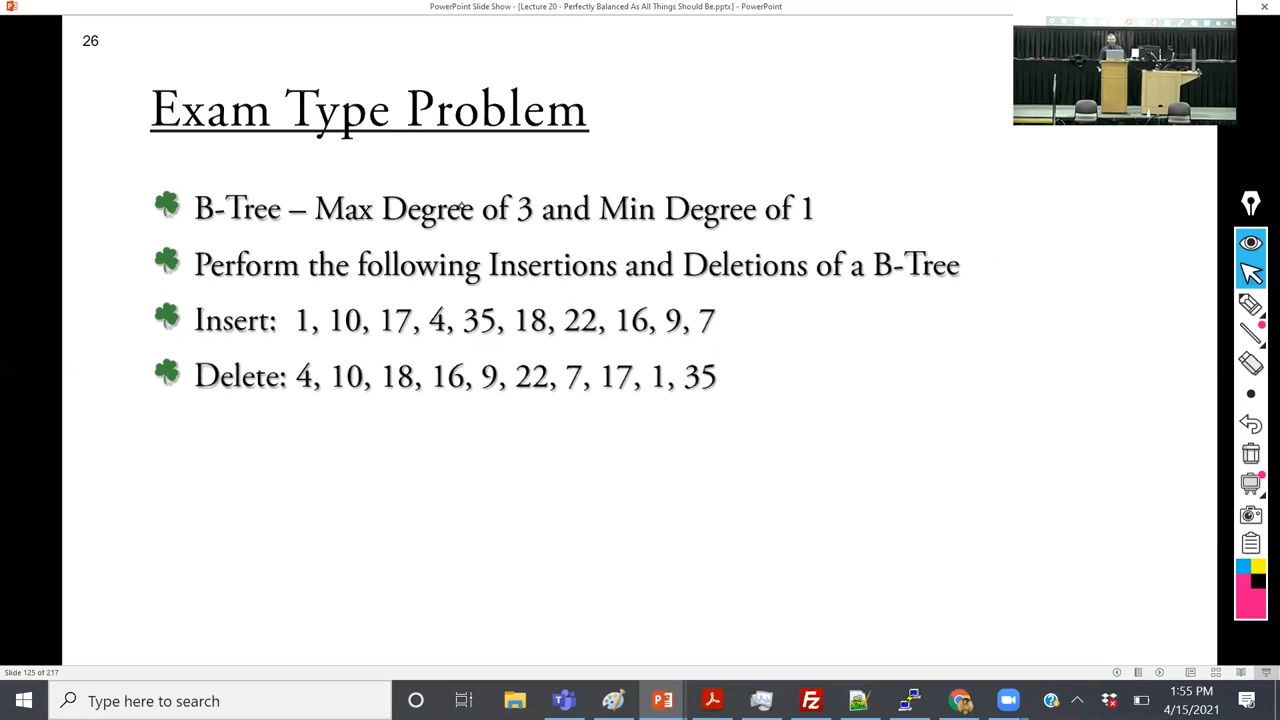 PowerPoint Slide Show - [Lecture 20 - Perfectly Balanced As All Things Should Be.pptx] - PowerPoint
26
Exam Type Problem
B-Tree – Max Degree of 3 and Min Degree of 1
Perform the following Insertions and Deletions of a B-Tree
Insert: 1, 10, 17, 4, 35, 18, 22, 16, 9, 7
Delete: 4, 10, 18, 16, 9, 22, 7, 17, 1, 35
Slide 125 of 217
Type here to search
1:55 PM
4/15/2021